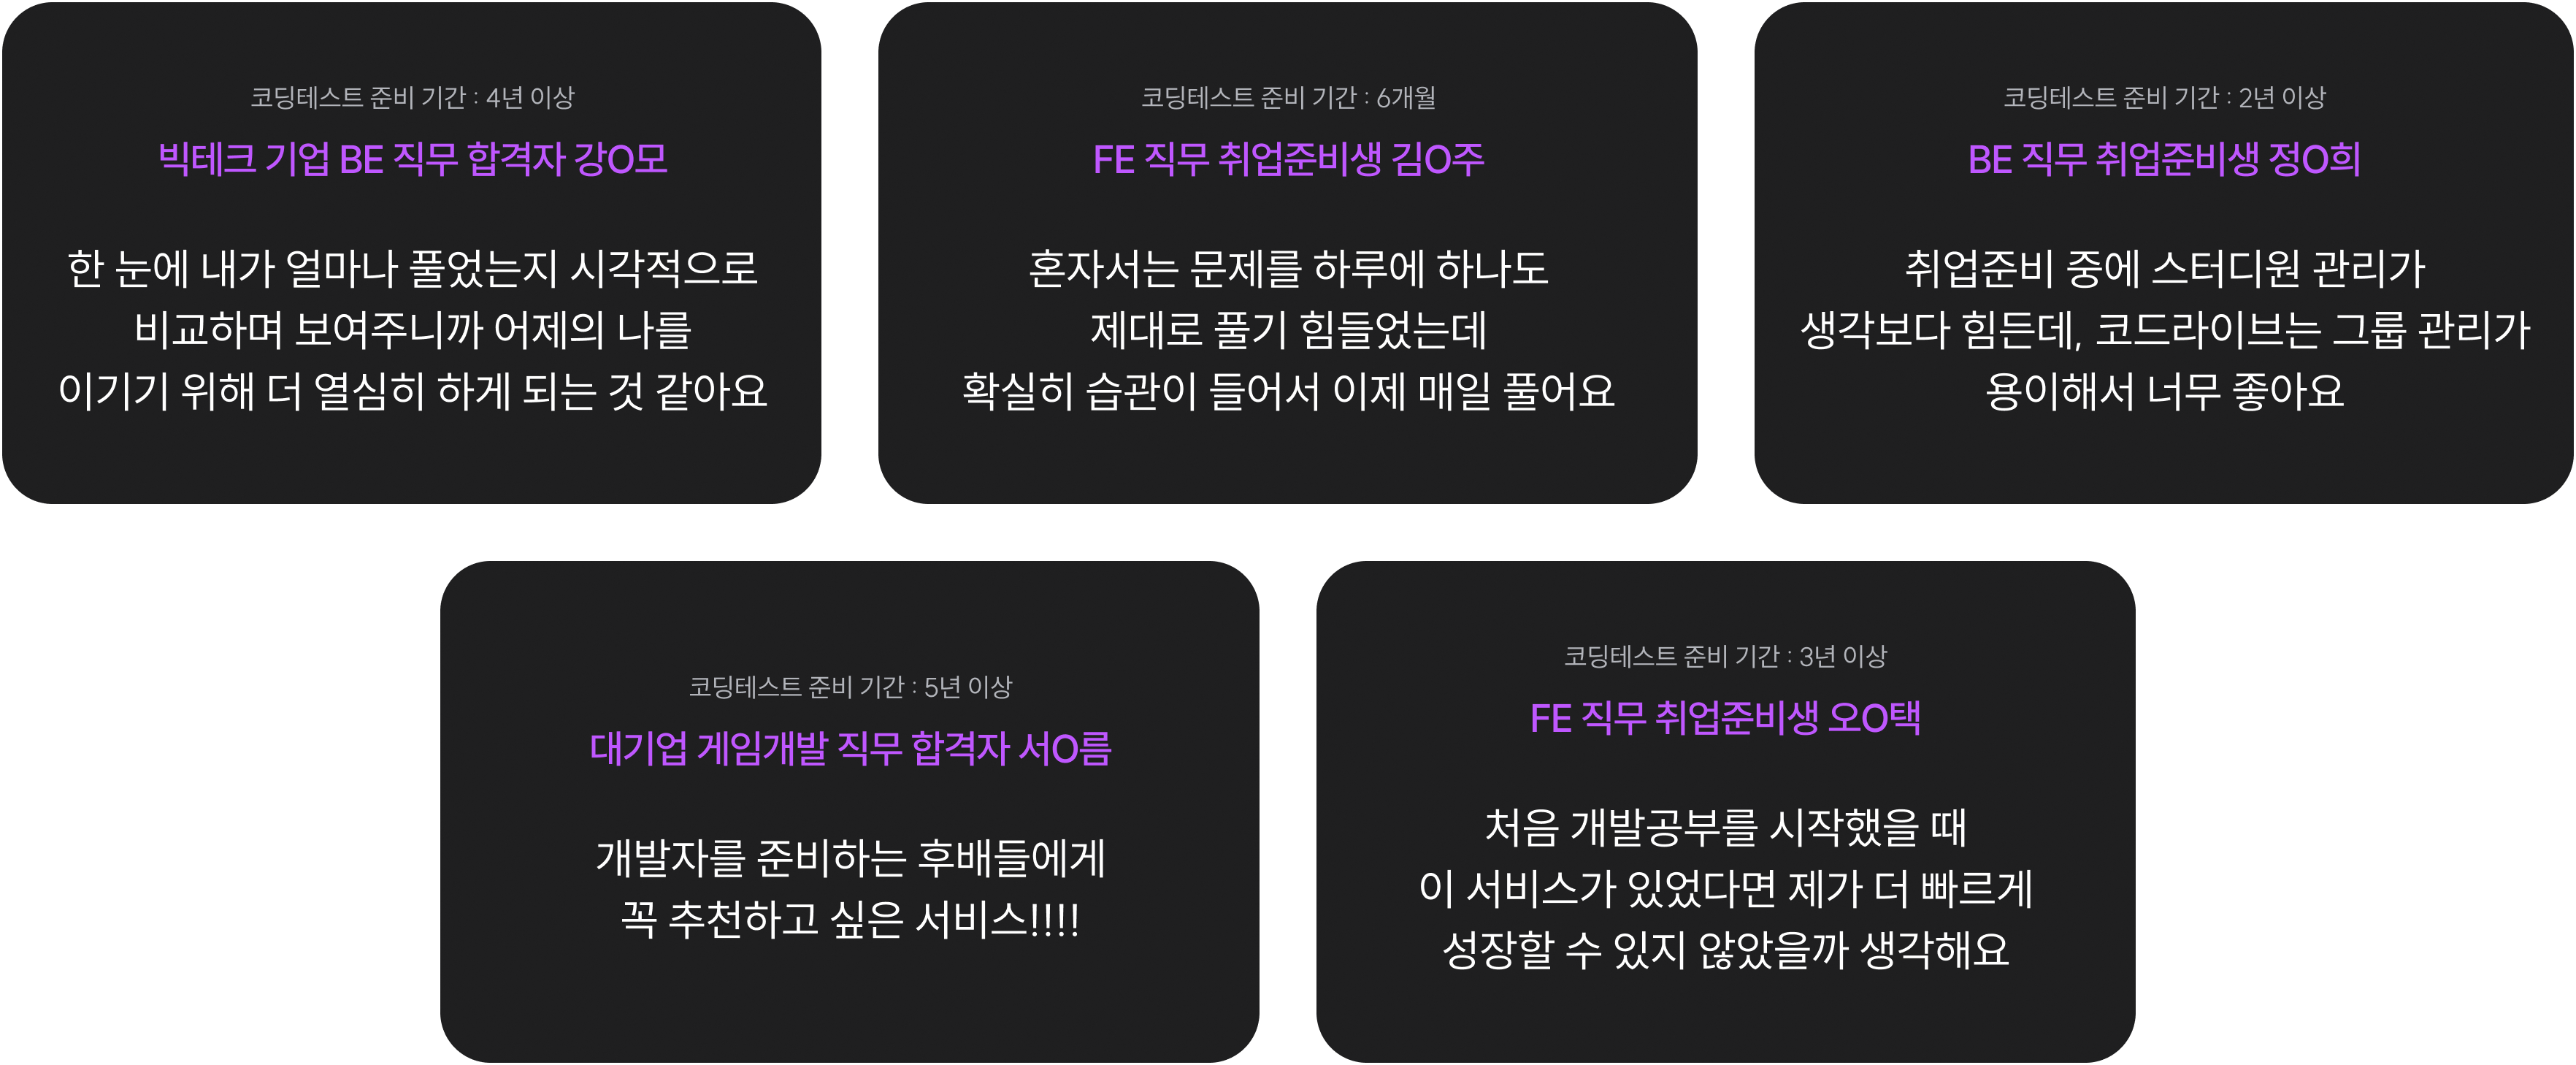 코딩테스트 준비 기간 : 4년 이상
빅테크 기업 BE 직무 합격자 강O모
한 눈에 내가 얼마나 풀었는지 시각적으로
비교하며 보여주니까 어제의 나를
이기기 위해 더 열심히 하게 되는 것 같아요
코딩테스트 준비 기간 : 6개월
FE 직무 취업준비생 김O주
혼자서는 문제를 하루에 하나도
제대로 풀기 힘들었는데
확실히 습관이 들어서 이제 매일 풀어요
코딩테스트 준비 기간 : 2년 이상
BE 직무 취업준비생 정O희
취업준비 중에 스터디원 관리가
생각보다 힘든데, 코드라이브는 그룹 관리가
용이해서 너무 좋아요
코딩테스트 준비 기간 : 5년 이상
대기업 게임개발 직무 합격자 서O름
개발자를 준비하는 후배들에게
꼭 추천하고 싶은 서비스!!!!
코딩테스트 준비 기간 : 3년 이상
FE 직무 취업준비생 오O택
처음 개발공부를 시작했을 때
이 서비스가 있었다면 제가 더 빠르게
성장할 수 있지 않았을까 생각해요